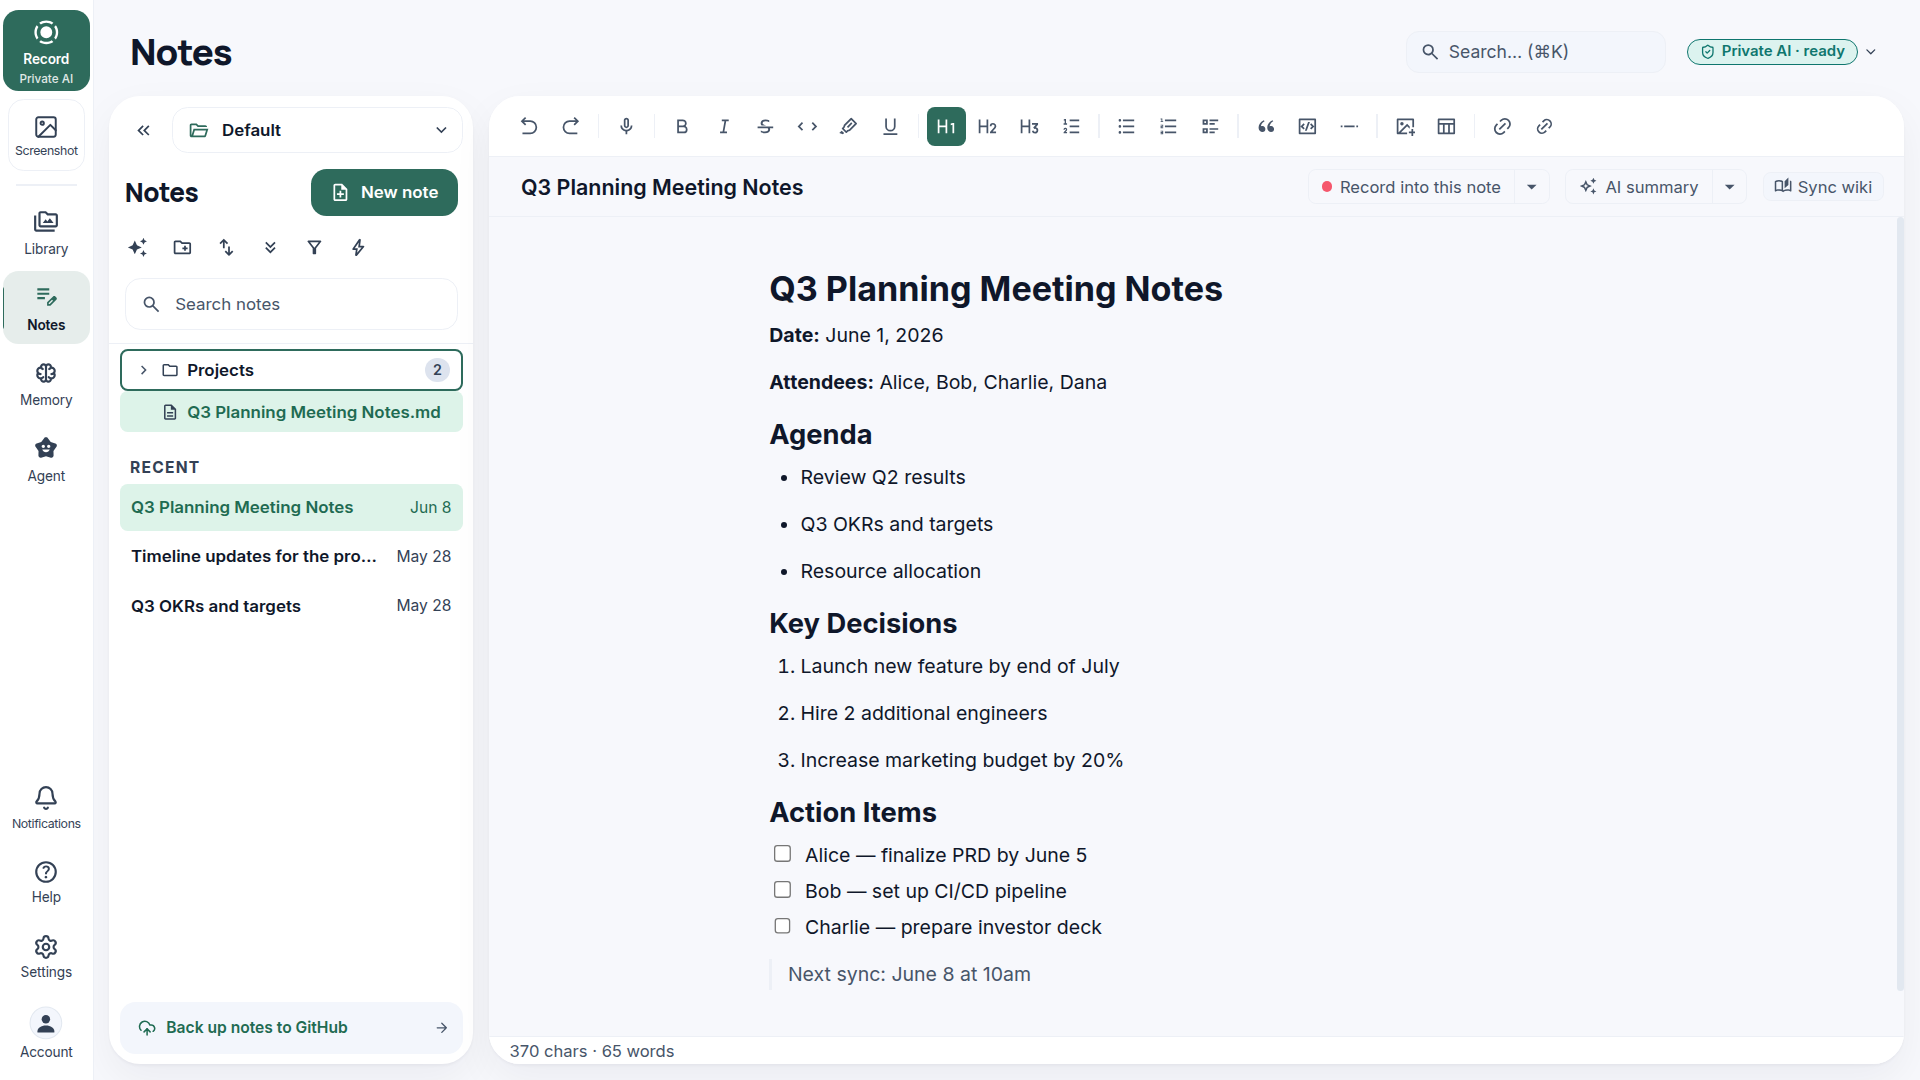 Record
Private AI
Screenshot
Library
Notes
Memory
Agent
Notifications
Help
Settings
Account
Notes
Search... (⌘K)
Private AI · ready
Default
Notes
New note
Search notes
Projects 2
Q3 Planning Meeting Notes.md
RECENT
Q3 Planning Meeting Notes Jun 8
Timeline updates for the pro... May 28
Q3 OKRs and targets May 28
Back up notes to GitHub
B I S U H1 H2 H3
Q3 Planning Meeting Notes
Record into this note
AI summary
Sync wiki
Q3 Planning Meeting Notes
Date: June 1, 2026
Attendees: Alice, Bob, Charlie, Dana
Agenda
• Review Q2 results
• Q3 OKRs and targets
• Resource allocation
Key Decisions
1. Launch new feature by end of July
2. Hire 2 additional engineers
3. Increase marketing budget by 20%
Action Items
Alice — finalize PRD by June 5
Bob — set up CI/CD pipeline
Charlie — prepare investor deck
Next sync: June 8 at 10am
370 chars · 65 words